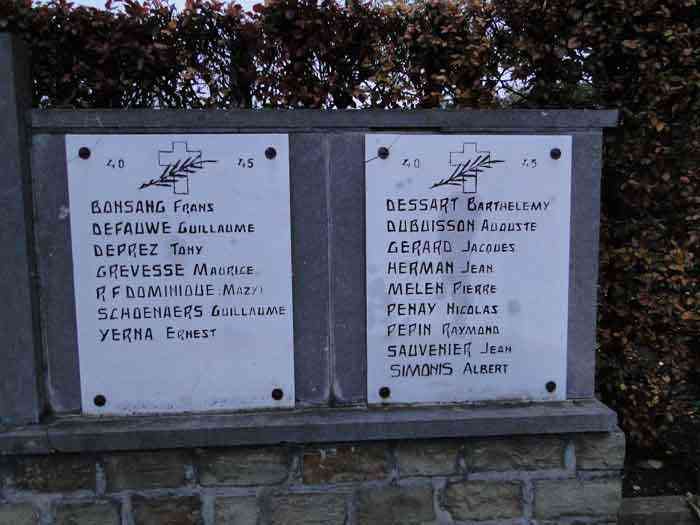 40 45
BONSANG FRANS
DEFAUWE GUILLAUME
DEPREZ TONY
GREVESSE MAURICE
R.F DOMINIQUE (MAZY)
SCHOENAERS GUILLAUME
YERNA ERNEST
40 45
DESSART BARTHELEMY
DUBUISSON AUGUSTE
GERARD JACQUES
HERMAN JEAN
MELEN PIERRE
PENAY NICOLAS
PEPIN RAYMOND
SAUVENIER JEAN
SIMONIS ALBERT